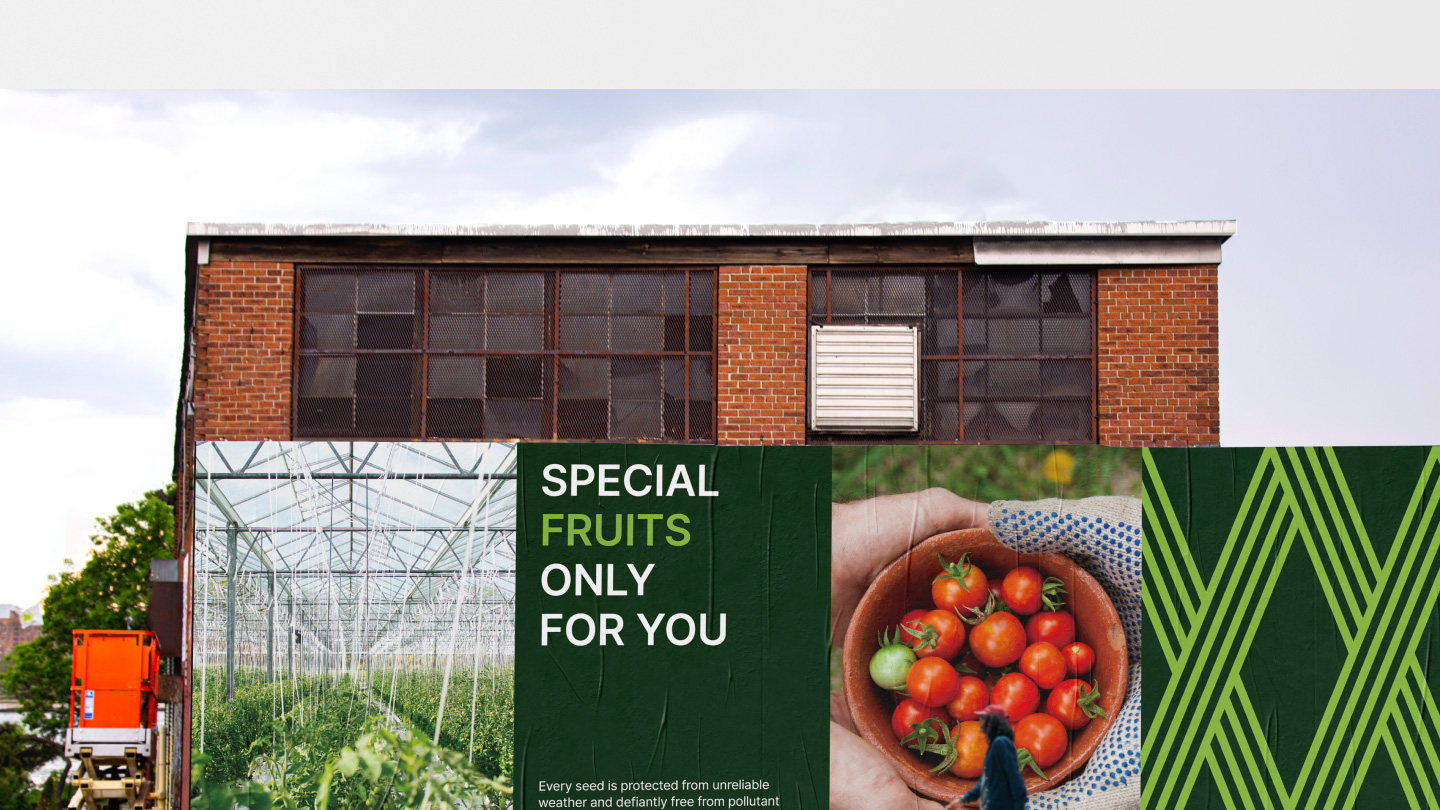 SPECIAL
FRUITS
ONLY
FOR YOU
Every seed is protected from unreliable
weather and defiantly free from pollutant